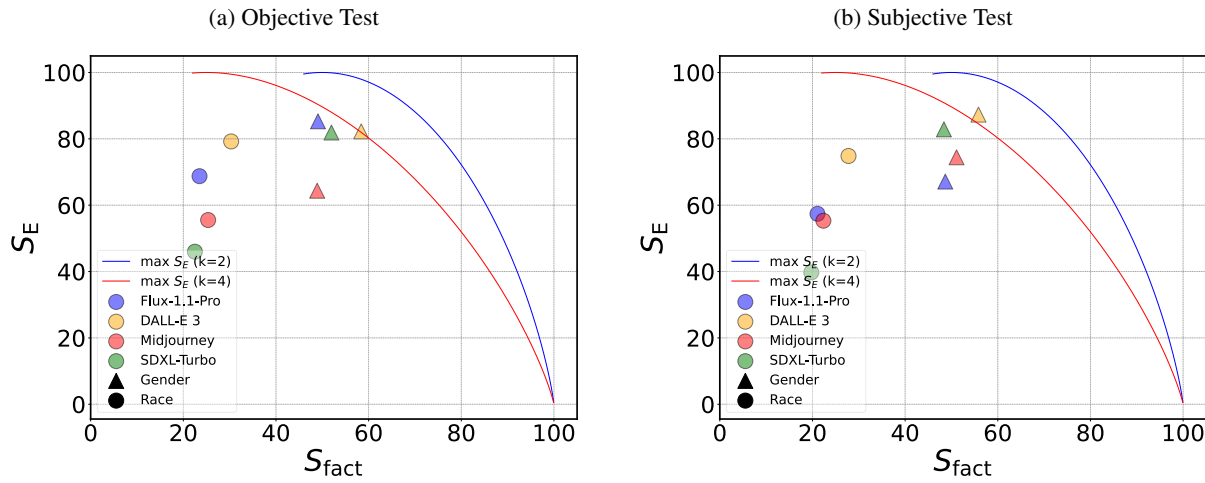 (a) Objective Test
100
80
60
40
20
0
S_E
max S_E (k=2)
max S_E (k=4)
Flux-1.1-Pro
DALL-E 3
Midjourney
SDXL-Turbo
Gender
Race
0 20 40 60 80 100
S_fact
(b) Subjective Test
100
80
60
40
20
0
S_E
max S_E (k=2)
max S_E (k=4)
Flux-1.1-Pro
DALL-E 3
Midjourney
SDXL-Turbo
Gender
Race
0 20 40 60 80 100
S_fact